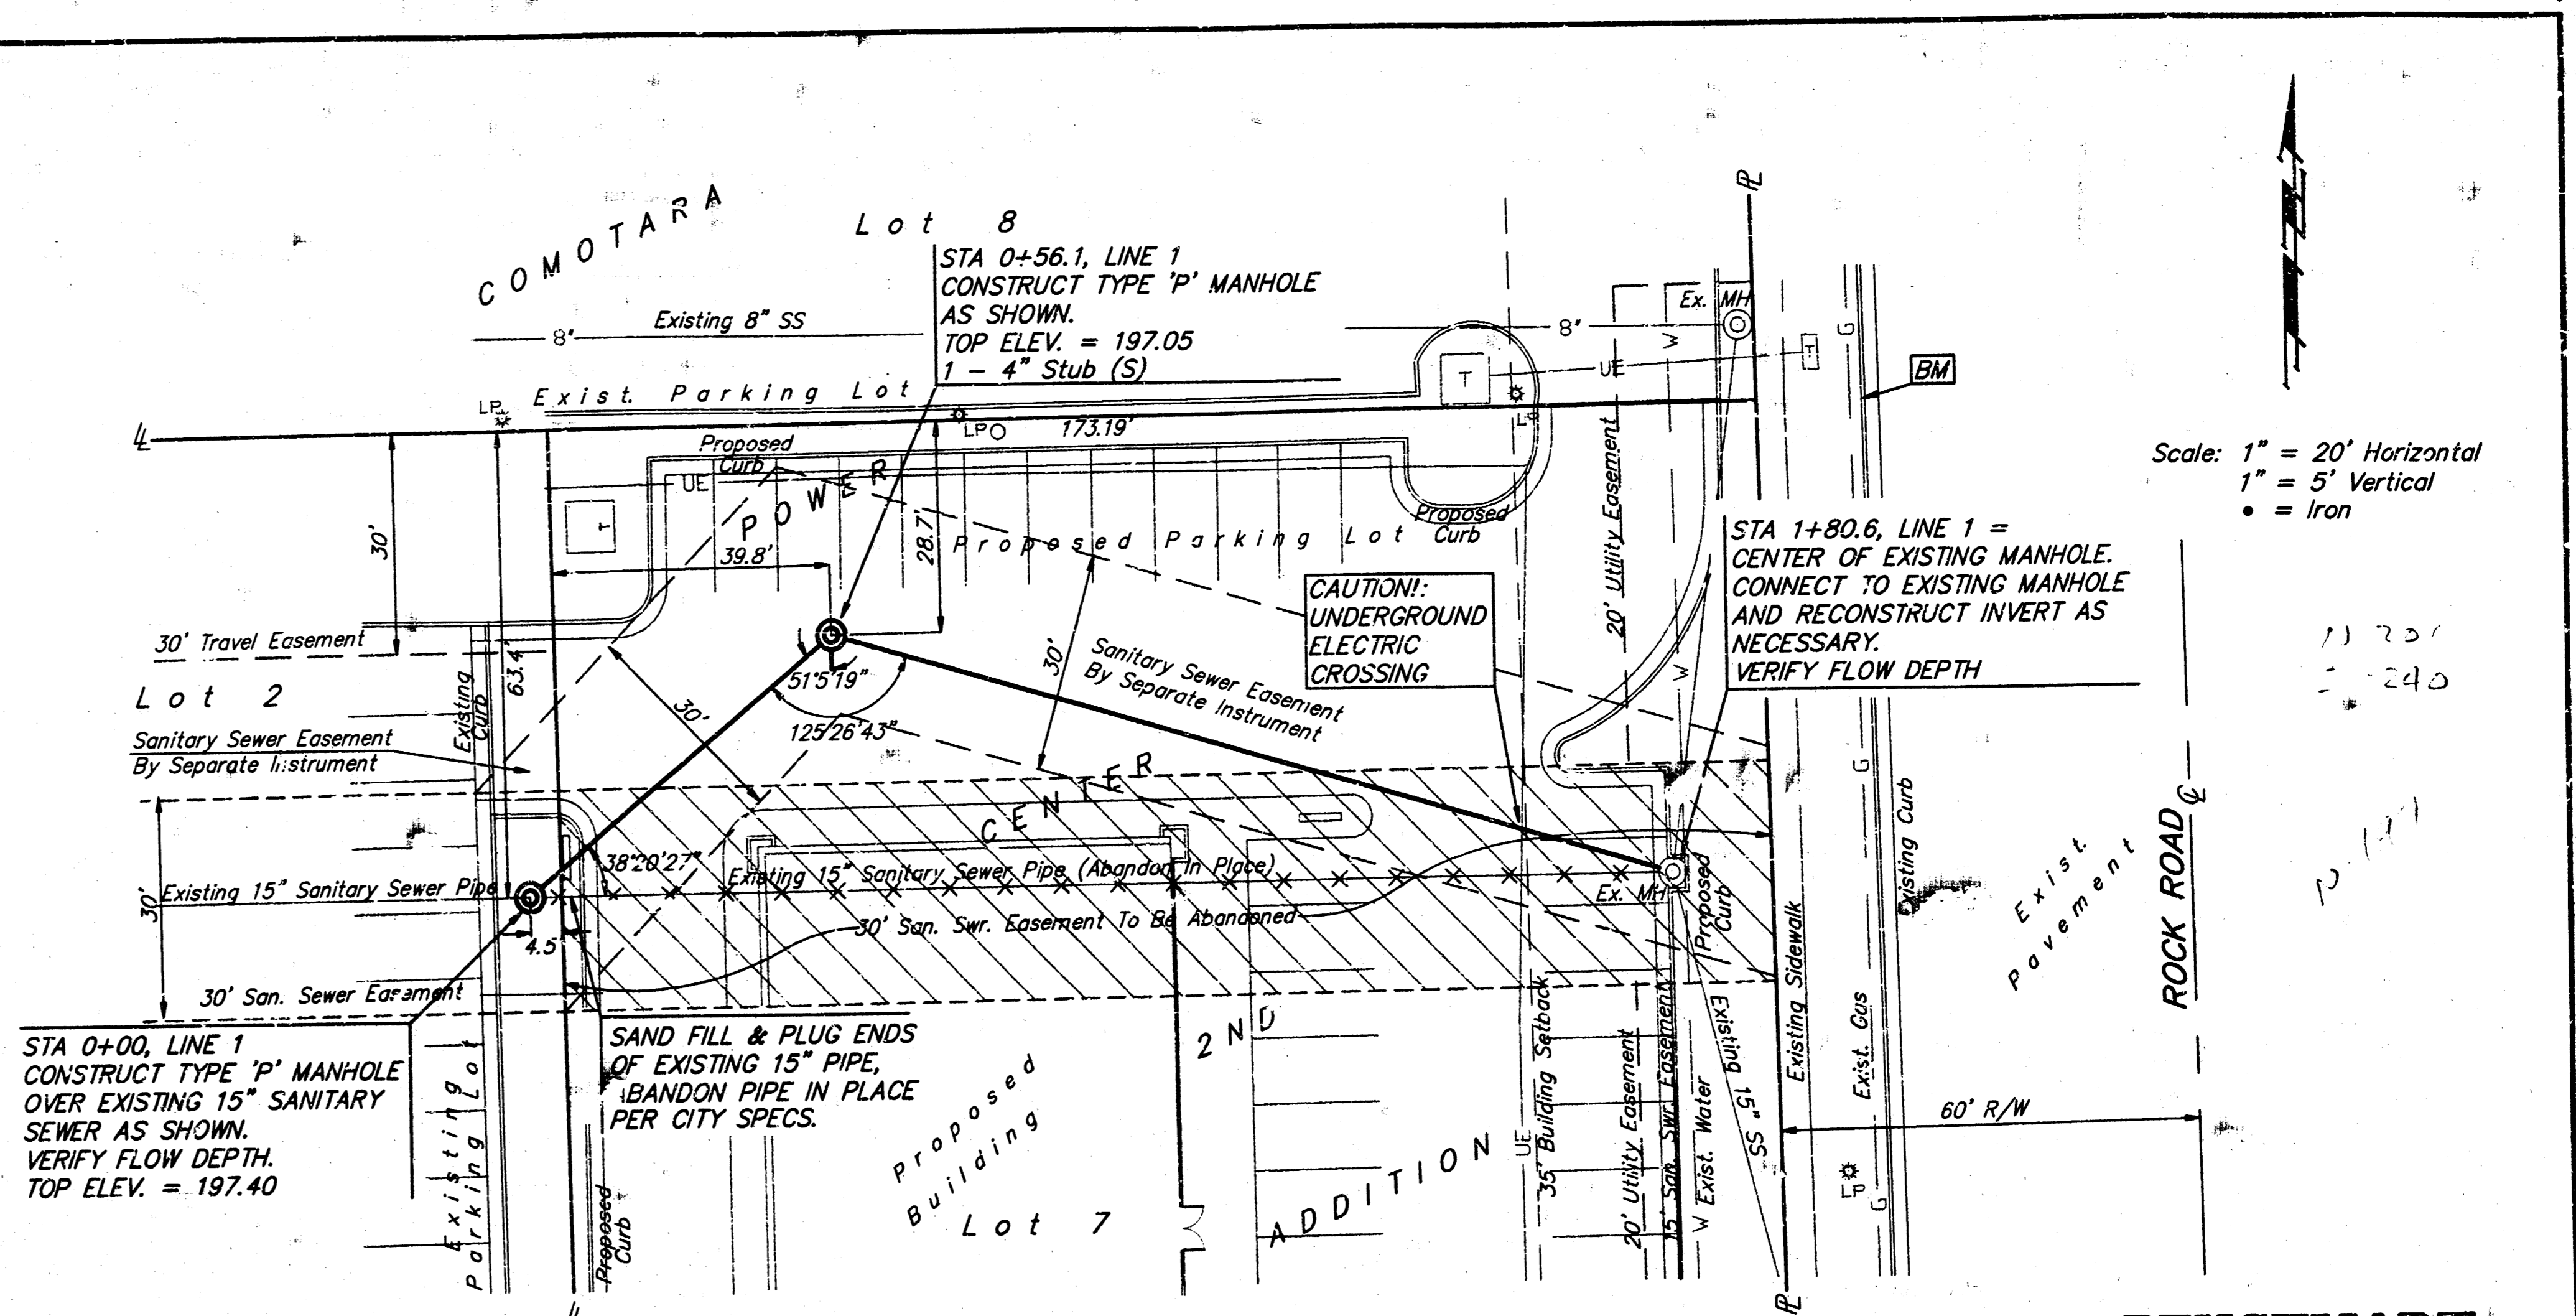 COMOTARA
Lot 8
STA 0+56.1, LINE 1
CONSTRUCT TYPE 'P' MANHOLE
AS SHOWN.
TOP ELEV. = 197.05
1 - 4" Stub (S)
Existing 8" SS
8"
8"
Ex. MH
UE
W
G
T
T
BM
PL
Exist. Parking Lot
LP
LP
173.19'
Proposed
Curb
UE
POWER
T
39.8'
28.7'
Proposed Parking Lot
Proposed
Curb
20' Utility Easement
Scale: 1" = 20' Horizontal
1" = 5' Vertical
• = Iron
STA 1+80.6, LINE 1 =
CENTER OF EXISTING MANHOLE.
CONNECT TO EXISTING MANHOLE
AND RECONSTRUCT INVERT AS
NECESSARY.
VERIFY FLOW DEPTH
CAUTION!:
UNDERGROUND
ELECTRIC
CROSSING
30'
30' Travel Easement
63.4'
Lot 2
Existing
Curb
Sanitary Sewer Easement
By Separate Instrument
51°5'19"
125°26'43"
30'
30'
Sanitary Sewer Easement
By Separate Instrument
W
CENTER
38°20'27"
Existing 15" Sanitary Sewer Pipe
Existing 15" Sanitary Sewer Pipe (Abandon In Place)
30' San. Swr. Easement To Be Abandoned
Ex. MH
Proposed
Curb
30'
4.5
30' San. Sewer Easement
STA 0+00, LINE 1
CONSTRUCT TYPE 'P' MANHOLE
OVER EXISTING 15" SANITARY
SEWER AS SHOWN.
VERIFY FLOW DEPTH.
TOP ELEV. = 197.40
SAND FILL & PLUG ENDS
OF EXISTING 15" PIPE,
ABANDON PIPE IN PLACE
PER CITY SPECS.
Existing
Parking Lot
Proposed
Curb
Proposed
Building
Lot 7
2ND
ADDITION
UE
35' Building Setback
20' Utility Easement
15' San. Swr. Easement
W Exist. Water
Existing 15" SS
Existing Sidewalk
Exist. Gas
G
G
LP
Existing Curb
Exist.
Pavement
ROCK ROAD
60' R/W
PL
240